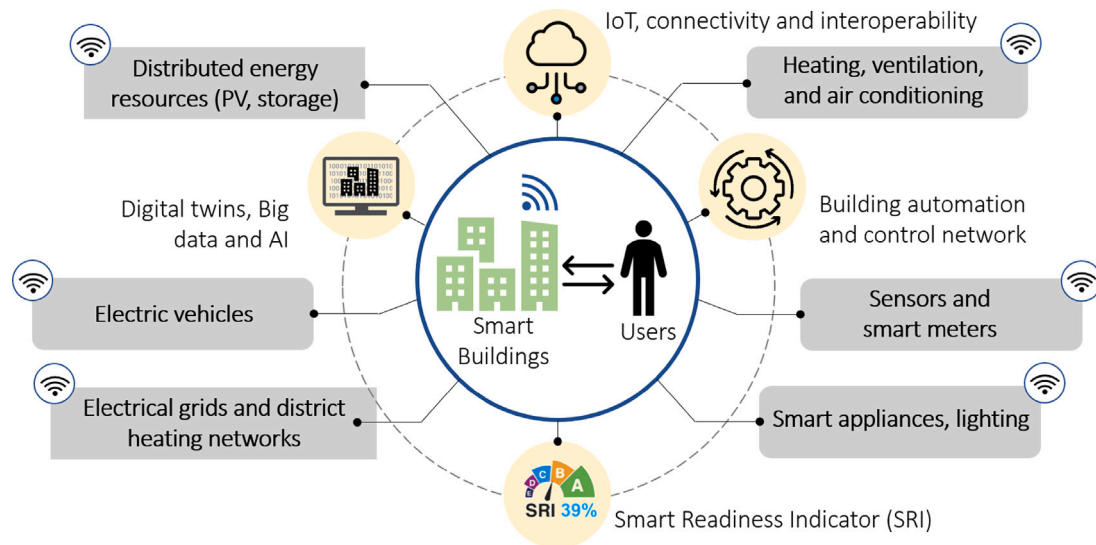 IoT, connectivity and interoperability
Distributed energy
resources (PV, storage)
Heating, ventilation,
and air conditioning
Digital twins, Big
data and AI
Building automation
and control network
Electric vehicles
Smart
Buildings
Users
Sensors and
smart meters
Electrical grids and district
heating networks
Smart appliances, lighting
E
D
C
B
A
SRI 39%
Smart Readiness Indicator (SRI)